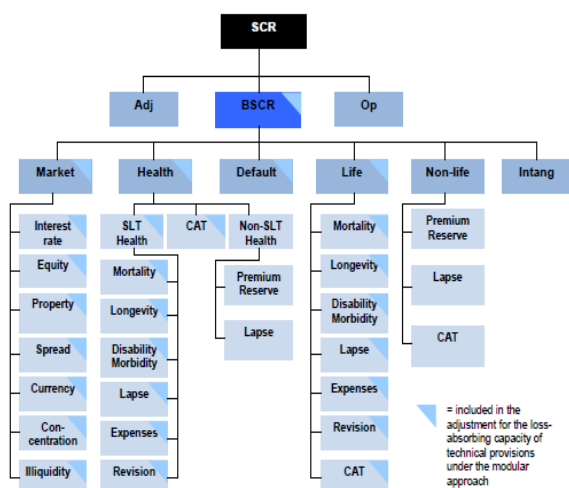 SCR
Adj
BSCR
Op
Market
Health
Default
Life
Non-life
Intang
Interest
rate
Equity
Property
Spread
Currency
Con-
centration
Illiquidity
SLT
Health
CAT
Non-SLT
Health
Mortality
Longevity
Disability
Morbidity
Lapse
Expenses
Revision
Premium
Reserve
Lapse
Mortality
Longevity
Disability
Morbidity
Lapse
Expenses
Revision
CAT
Premium
Reserve
Lapse
CAT
= included in the
adjustment for the loss-
absorbing capacity of
technical provisions
under the modular
approach